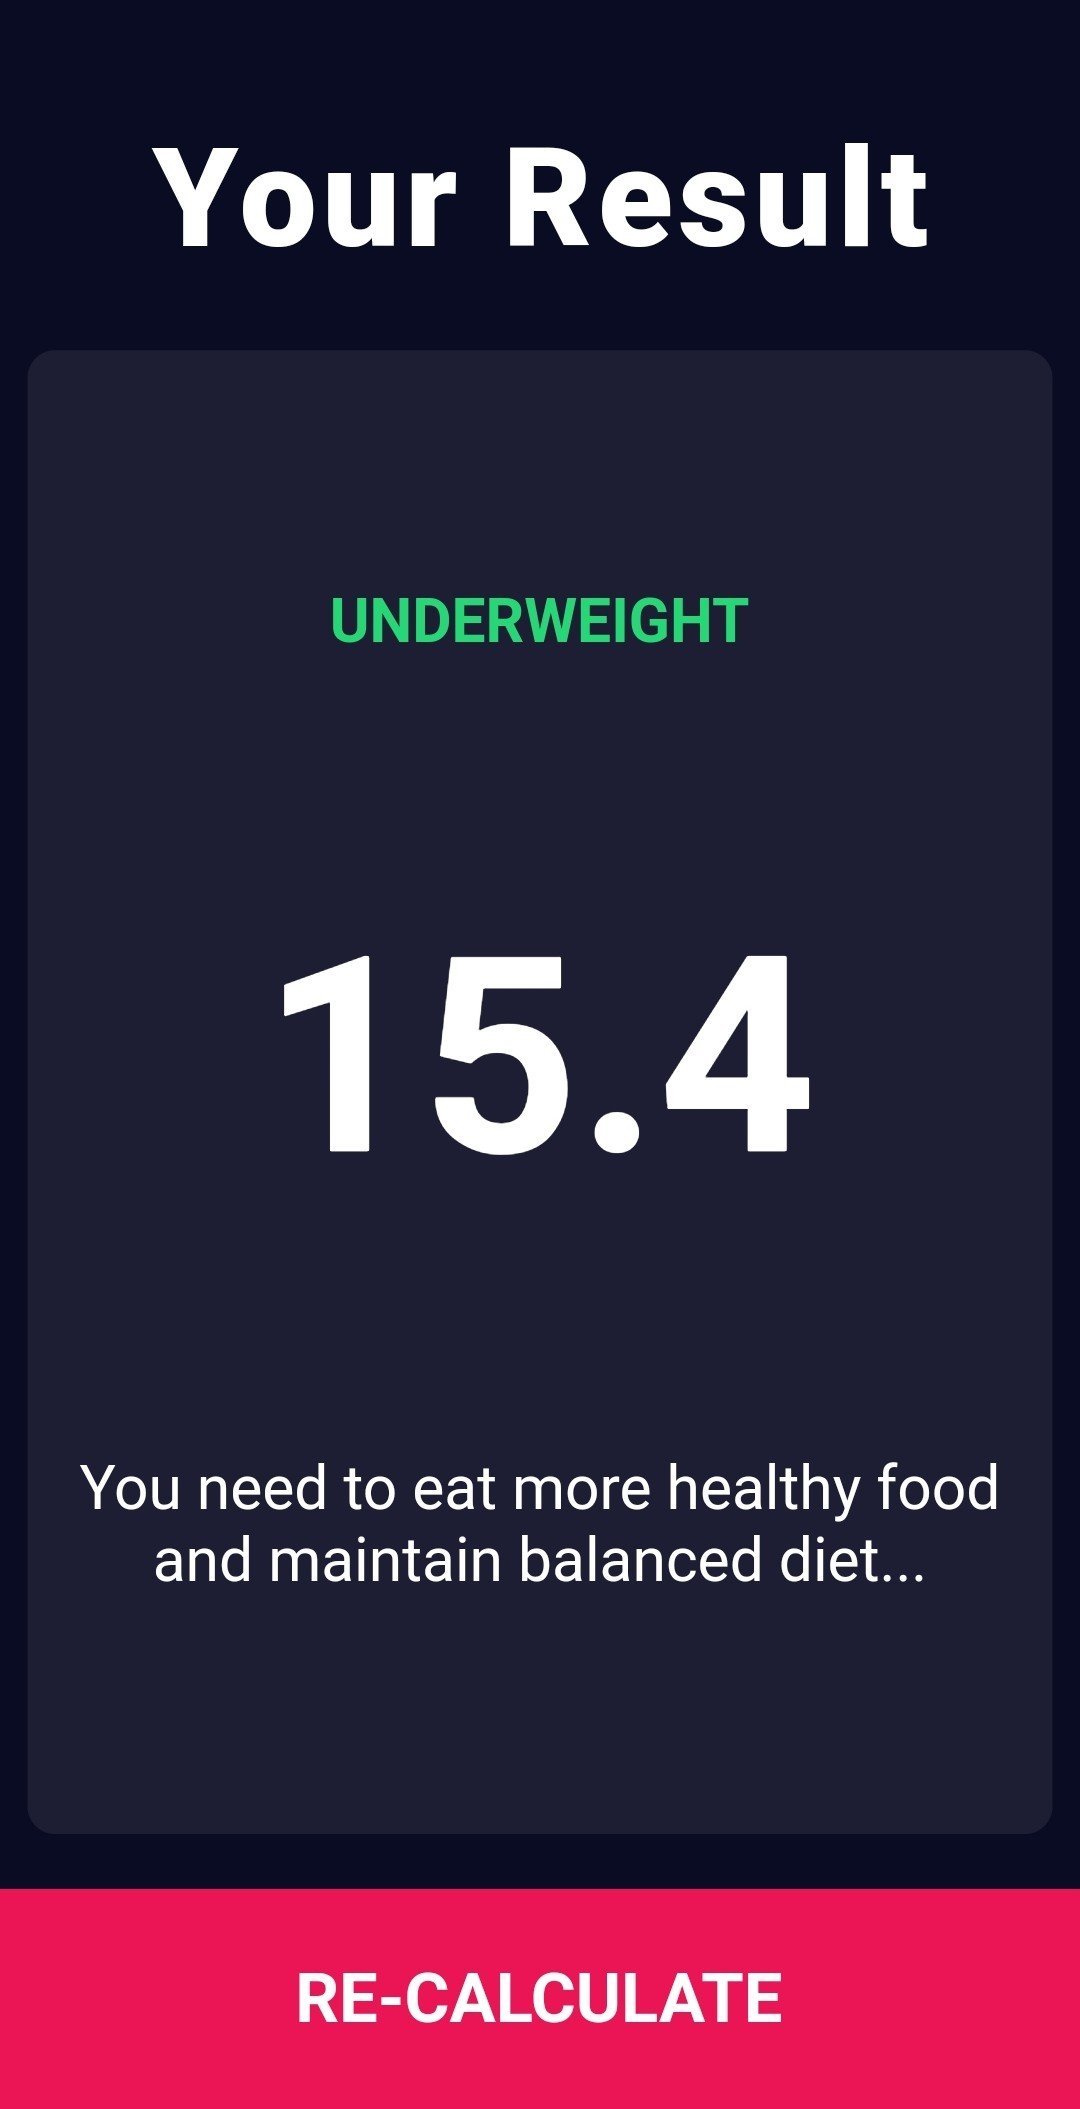 Your Result
UNDERWEIGHT
15.4
You need to eat more healthy food
and maintain balanced diet...
RE-CALCULATE